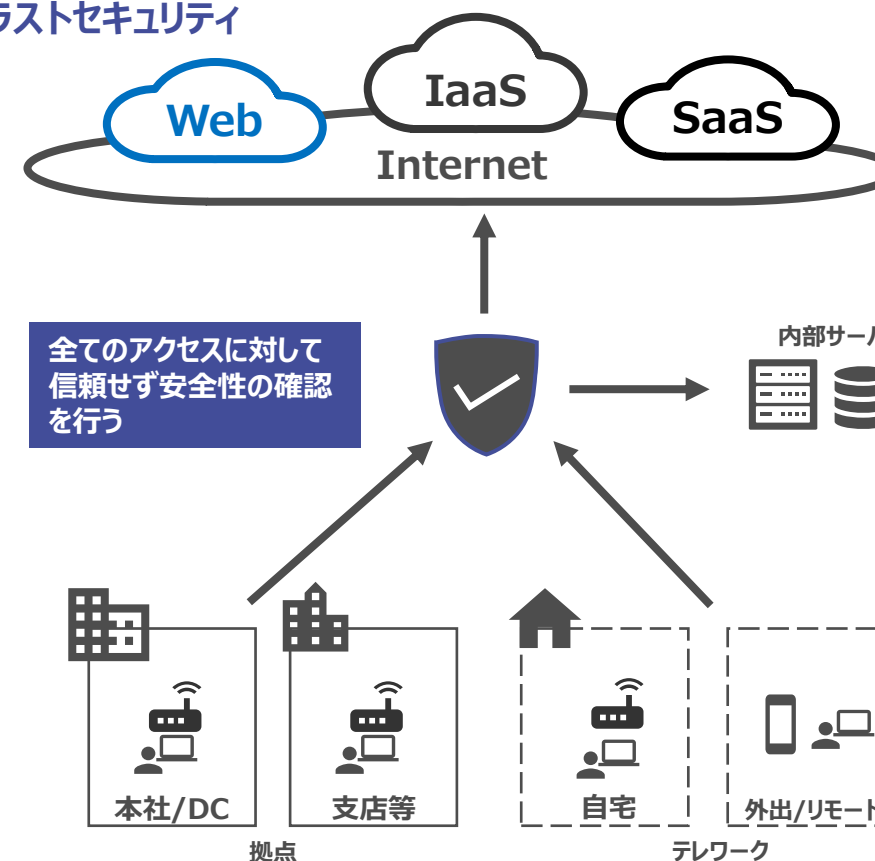 ラストセキュリティ
Web
IaaS
SaaS
Internet
全てのアクセスに対して
信頼せず安全性の確認
を行う
内部サー
本社/DC
支店等
自宅
外出/リモート
拠点
テレワーク